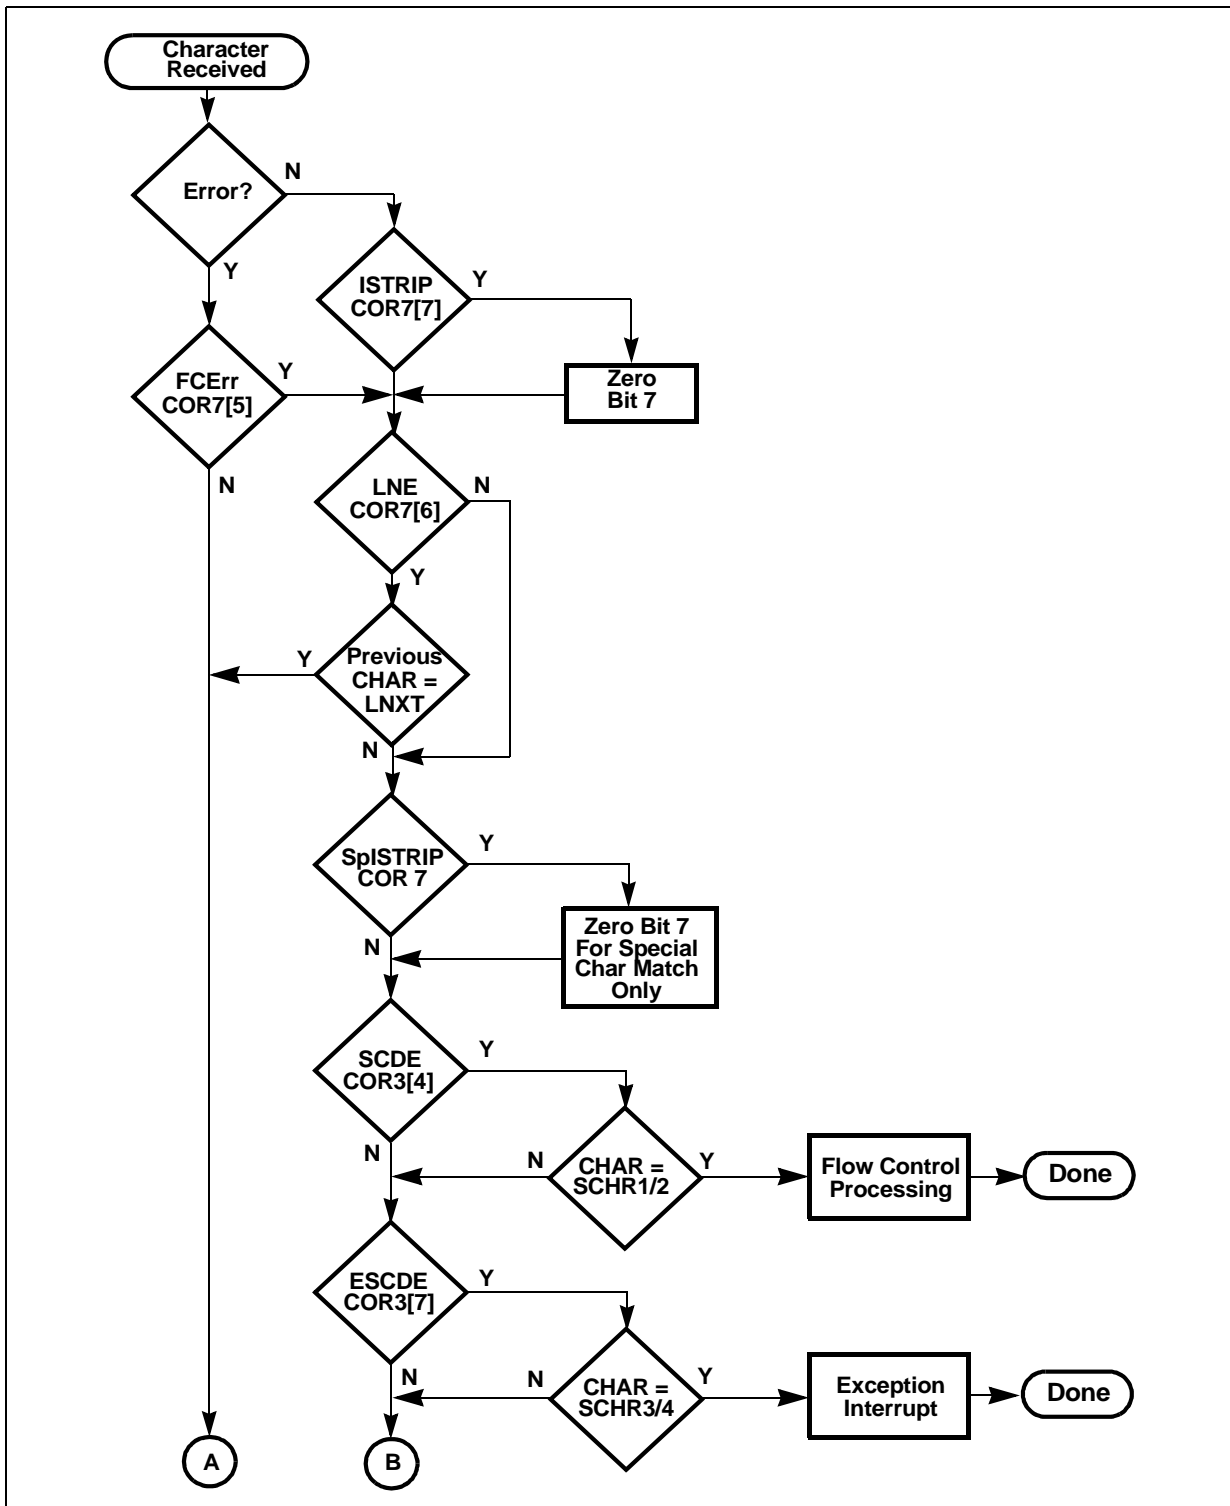 Character
Received
Error?
N
Y
ISTRIP
COR7[7]
Y
Zero
Bit 7
FCErr
COR7[5]
Y
N
LNE
COR7[6]
N
Y
Previous
CHAR =
LNXT
Y
N
SpISTRIP
COR 7
Y
N
Zero Bit 7
For Special
Char Match
Only
SCDE
COR3[4]
Y
N
CHAR =
SCHR1/2
N
Y
Flow Control
Processing
Done
ESCDE
COR3[7]
Y
N
CHAR =
SCHR3/4
N
Y
Exception
Interrupt
Done
A
B